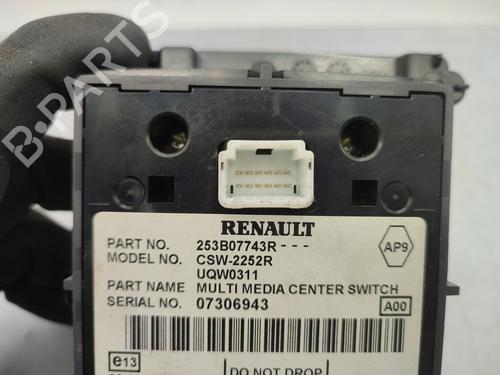 B-PARTS
RENAULT
PART NO. 253B07743R---
MODEL NO. CSW-2252R
UQW0311
PART NAME MULTI MEDIA CENTER SWITCH
SERIAL NO. 07306943
AP9
A00
e13
DO NOT DROP